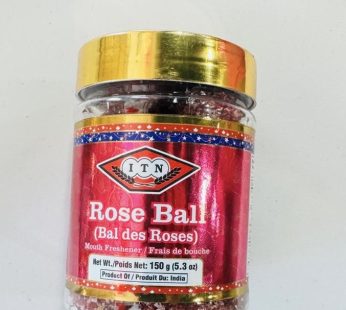 ITN
Rose Ball
(Bal des Roses)
Mouth Freshener / Frais de bouche
Net Wt./Poids Net: 150 g (5.3 oz)
Product Of / Produit Du: India